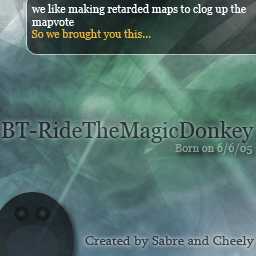 we like making retarded maps to clog up the
mapvote
So we brought you this...
BT-RideTheMagicDonkey
Born on 6/6/05
Created by Sabre and Cheely